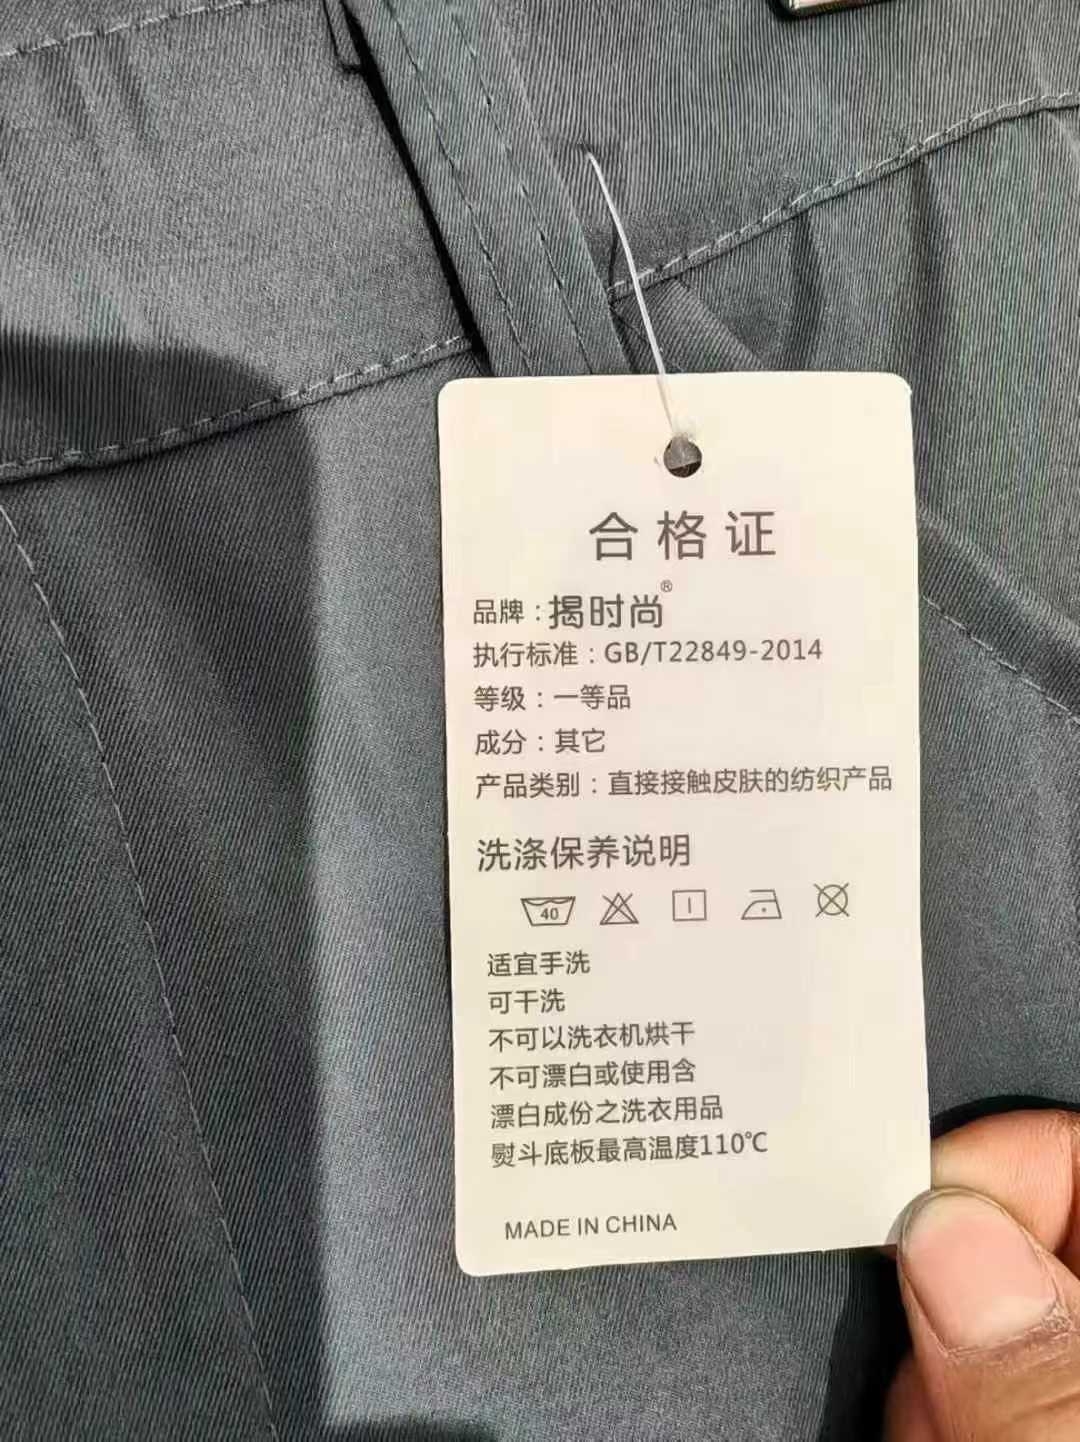 合格证
品牌：揭时尚®
执行标准：GB/T22849-2014
等级：一等品
成分：其它
产品类别：直接接触皮肤的纺织产品
洗涤保养说明
40
适宜手洗
可干洗
不可以洗衣机烘干
不可漂白或使用含
漂白成份之洗衣用品
熨斗底板最高温度110℃
MADE IN CHINA